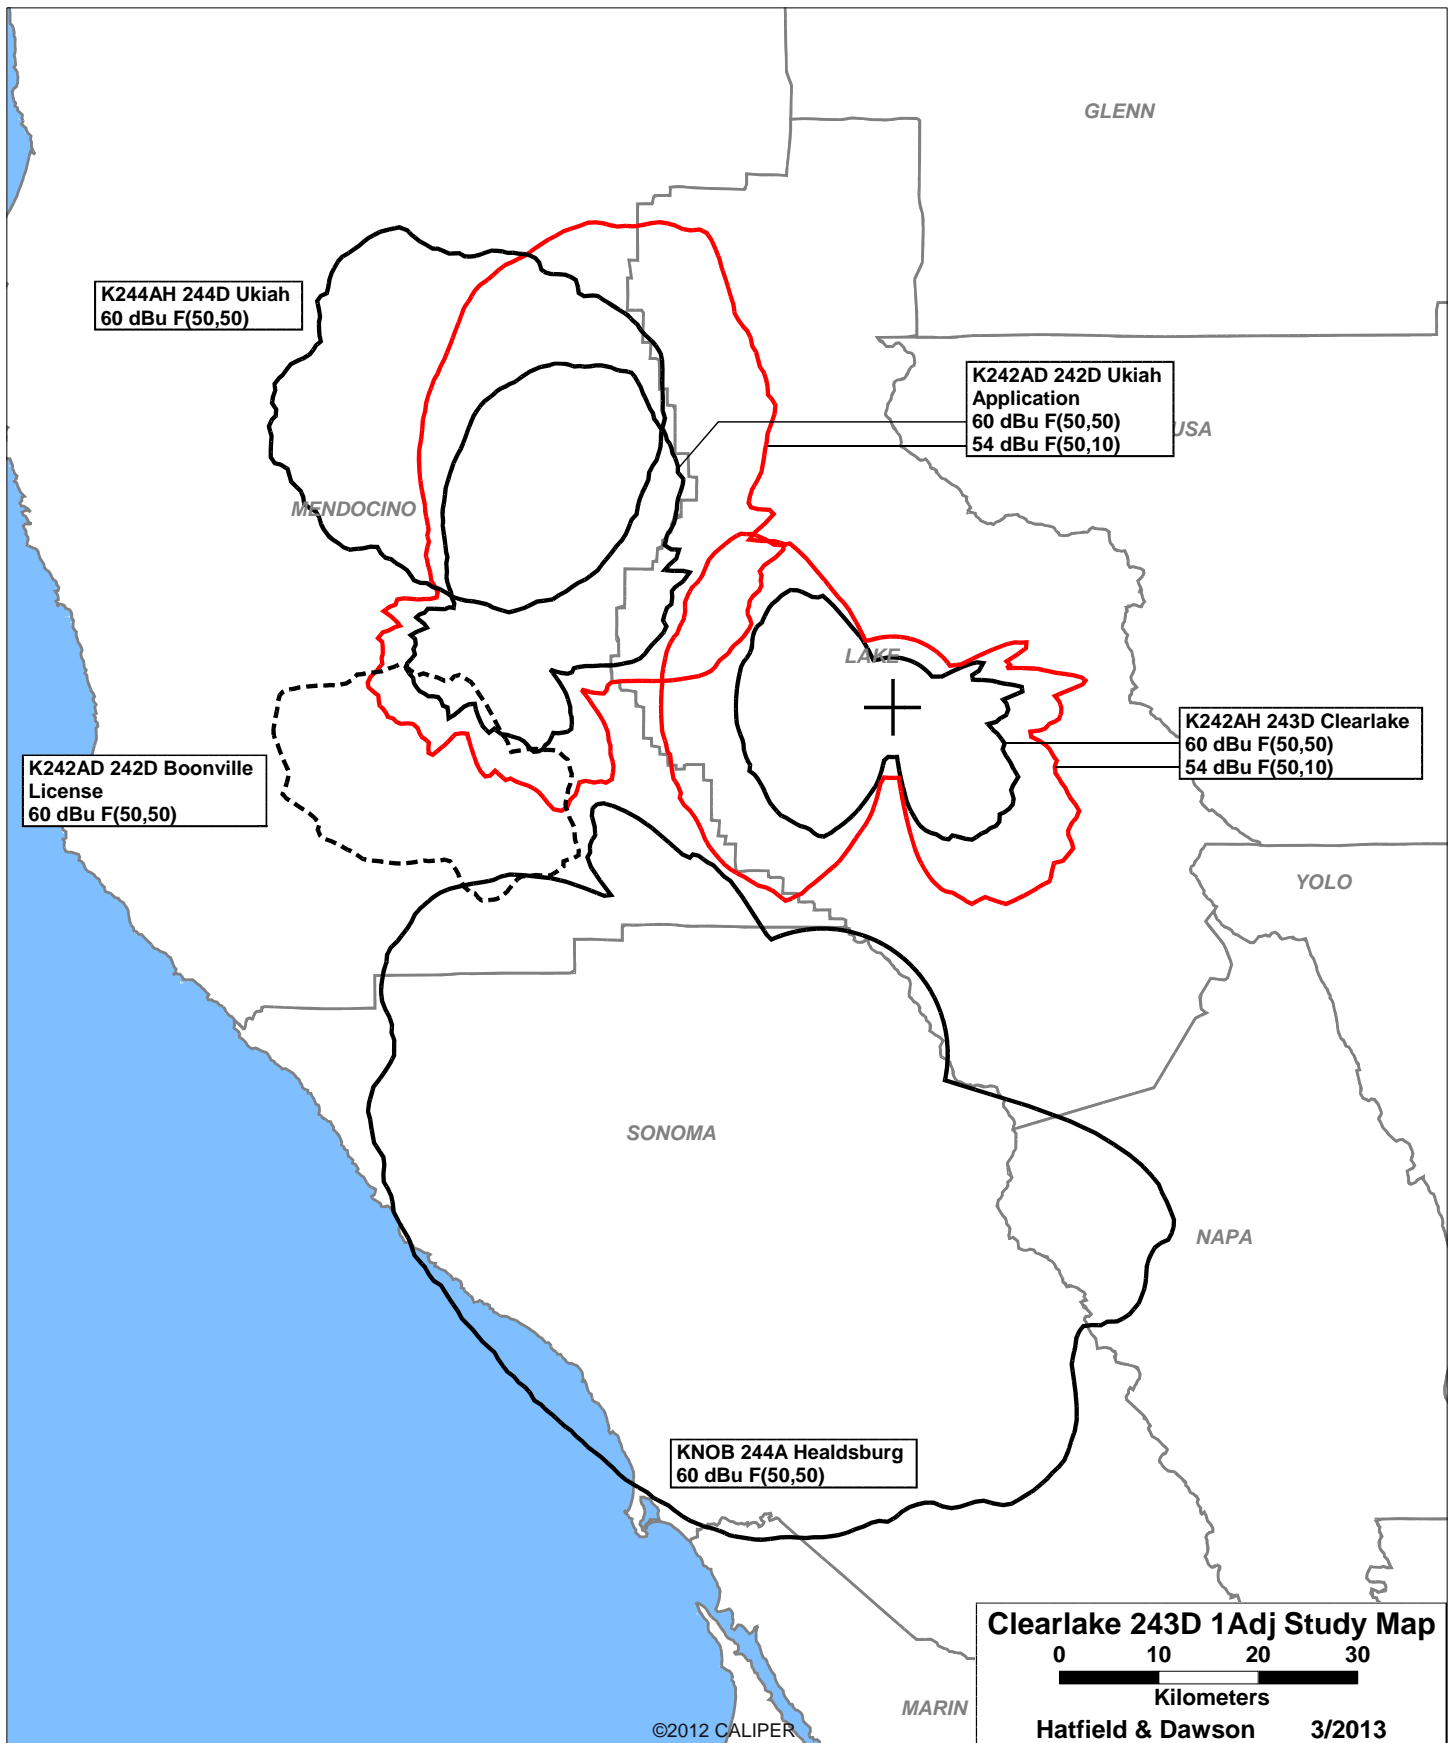 GLENN
K244AH 244D Ukiah
60 dBu F(50,50)
K242AD 242D Ukiah
Application
60 dBu F(50,50)
54 dBu F(50,10)
USA
MENDOCINO
LAKE
K242AH 243D Clearlake
60 dBu F(50,50)
54 dBu F(50,10)
K242AD 242D Boonville
License
60 dBu F(50,50)
YOLO
SONOMA
NAPA
KNOB 244A Healdsburg
60 dBu F(50,50)
Clearlake 243D 1Adj Study Map
0 10 20 30
Kilometers
Hatfield & Dawson 3/2013
MARIN
©2012 CALIPER